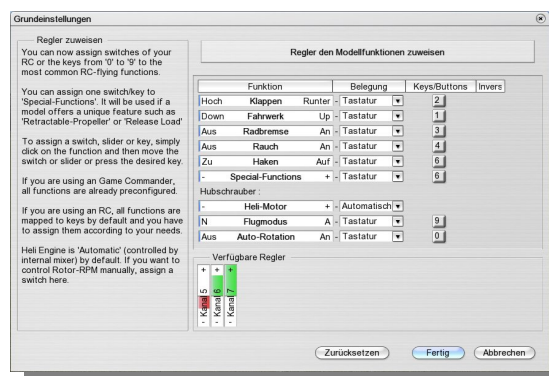 Grundeinstellungen
Regler zuweisen
You can now assign switches of your
RC or the keys from '0' to '9' to the
most common RC-flying functions.
You can assign one switch/key to
'Special-Functions'. It will be used if a
model offers a unique feature such as
'Retractable-Propeller' or 'Release Load'
To assign a switch, slider or key, simply
click on the function and then move the
switch or slider or press the desired key.
If you are using an Game Commander,
all functions are already preconfigured.
If you are using an RC, all functions are
mapped to keys by default and you have
to assign them according to your needs.
Heli Engine is 'Automatic' (controlled by
internal mixer) by default. If you want to
control Rotor-RPM manually, assign a
switch here.
Regler den Modellfunktionen zuweisen
Funktion Belegung Keys/Buttons Invers
Hoch Klappen Runter - Tastatur 2
Down Fahrwerk Up - Tastatur 1
Aus Radbremse An - Tastatur 3
Aus Rauch An - Tastatur 4
Zu Haken Auf - Tastatur 6
- Special-Functions + - Tastatur 6
Hubschrauber :
- Heli-Motor + - Automatisch
N Flugmodus A - Tastatur 9
Aus Auto-Rotation An - Tastatur 0
Verfügbare Regler
- Kanal 5 +
- Kanal 6 +
- Kanal 7 +
Zurücksetzen Fertig Abbrechen